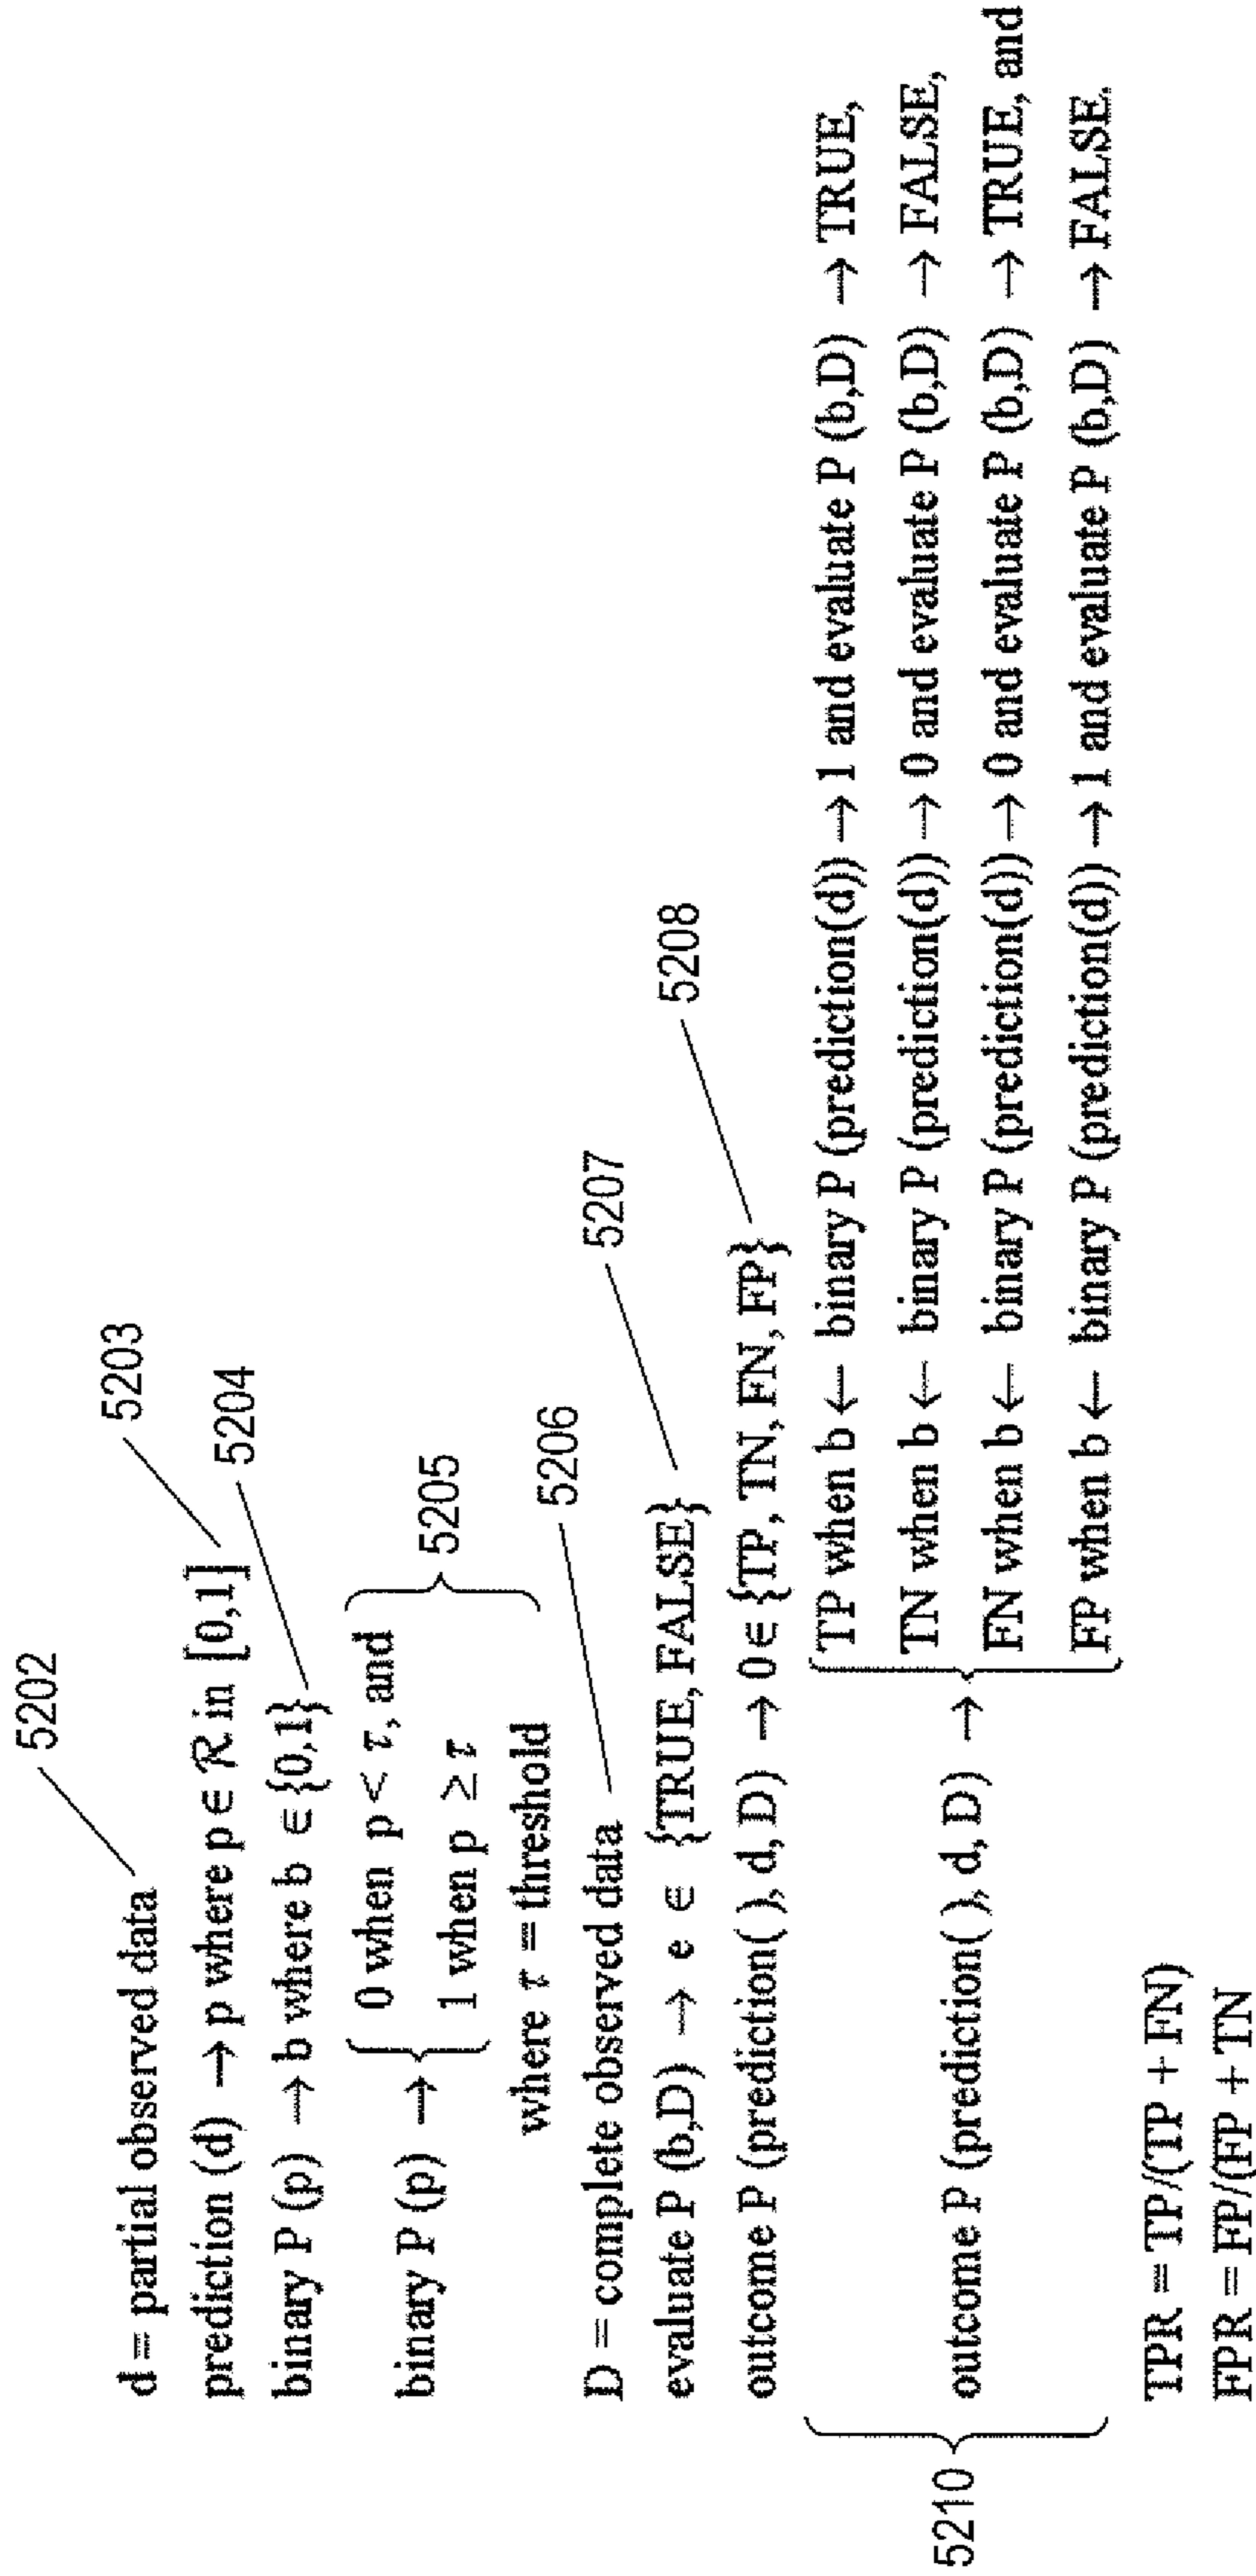 5202
d = partial observed data
5203
prediction (d) → p where p ∈ ℛ in [0,1]
5204
binary P (p) → b where b ∈ {0,1}
binary P (p) → { 0 when p < τ, and
1 when p ≥ τ } 5205
where τ = threshold
5206
D = complete observed data
5207
evaluate P (b,D) → e ∈ {TRUE, FALSE}
5208
outcome P (prediction( ), d, D) → 0 ∈ {TP, TN, FN, FP}
TP when b ← binary P (prediction(d)) → 1 and evaluate P (b,D) → TRUE,
TN when b ← binary P (prediction(d)) → 0 and evaluate P (b,D) → FALSE,
5210 { outcome P (prediction( ), d, D) → {
FN when b ← binary P (prediction(d)) → 0 and evaluate P (b,D) → TRUE, and
FP when b ← binary P (prediction(d)) → 1 and evaluate P (b,D) → FALSE.
TPR = TP/(TP + FN)
FPR = FP/(FP + TN